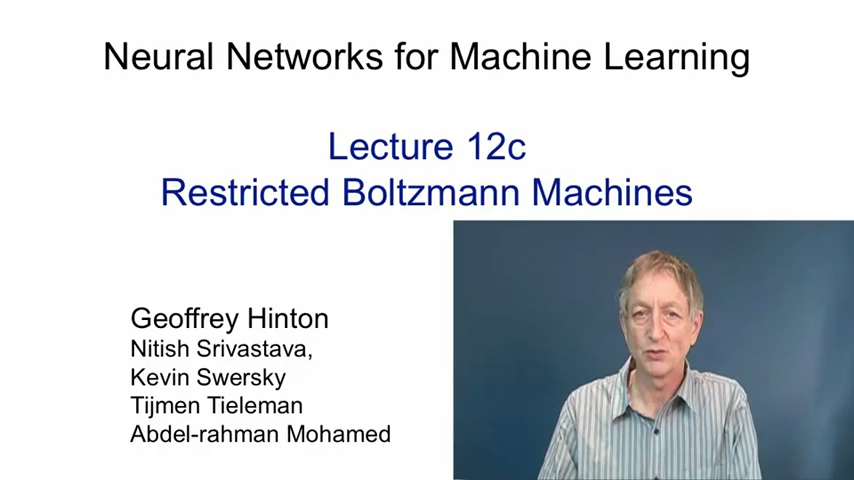 Neural Networks for Machine Learning
Lecture 12c
Restricted Boltzmann Machines
Geoffrey Hinton
Nitish Srivastava,
Kevin Swersky
Tijmen Tieleman
Abdel-rahman Mohamed